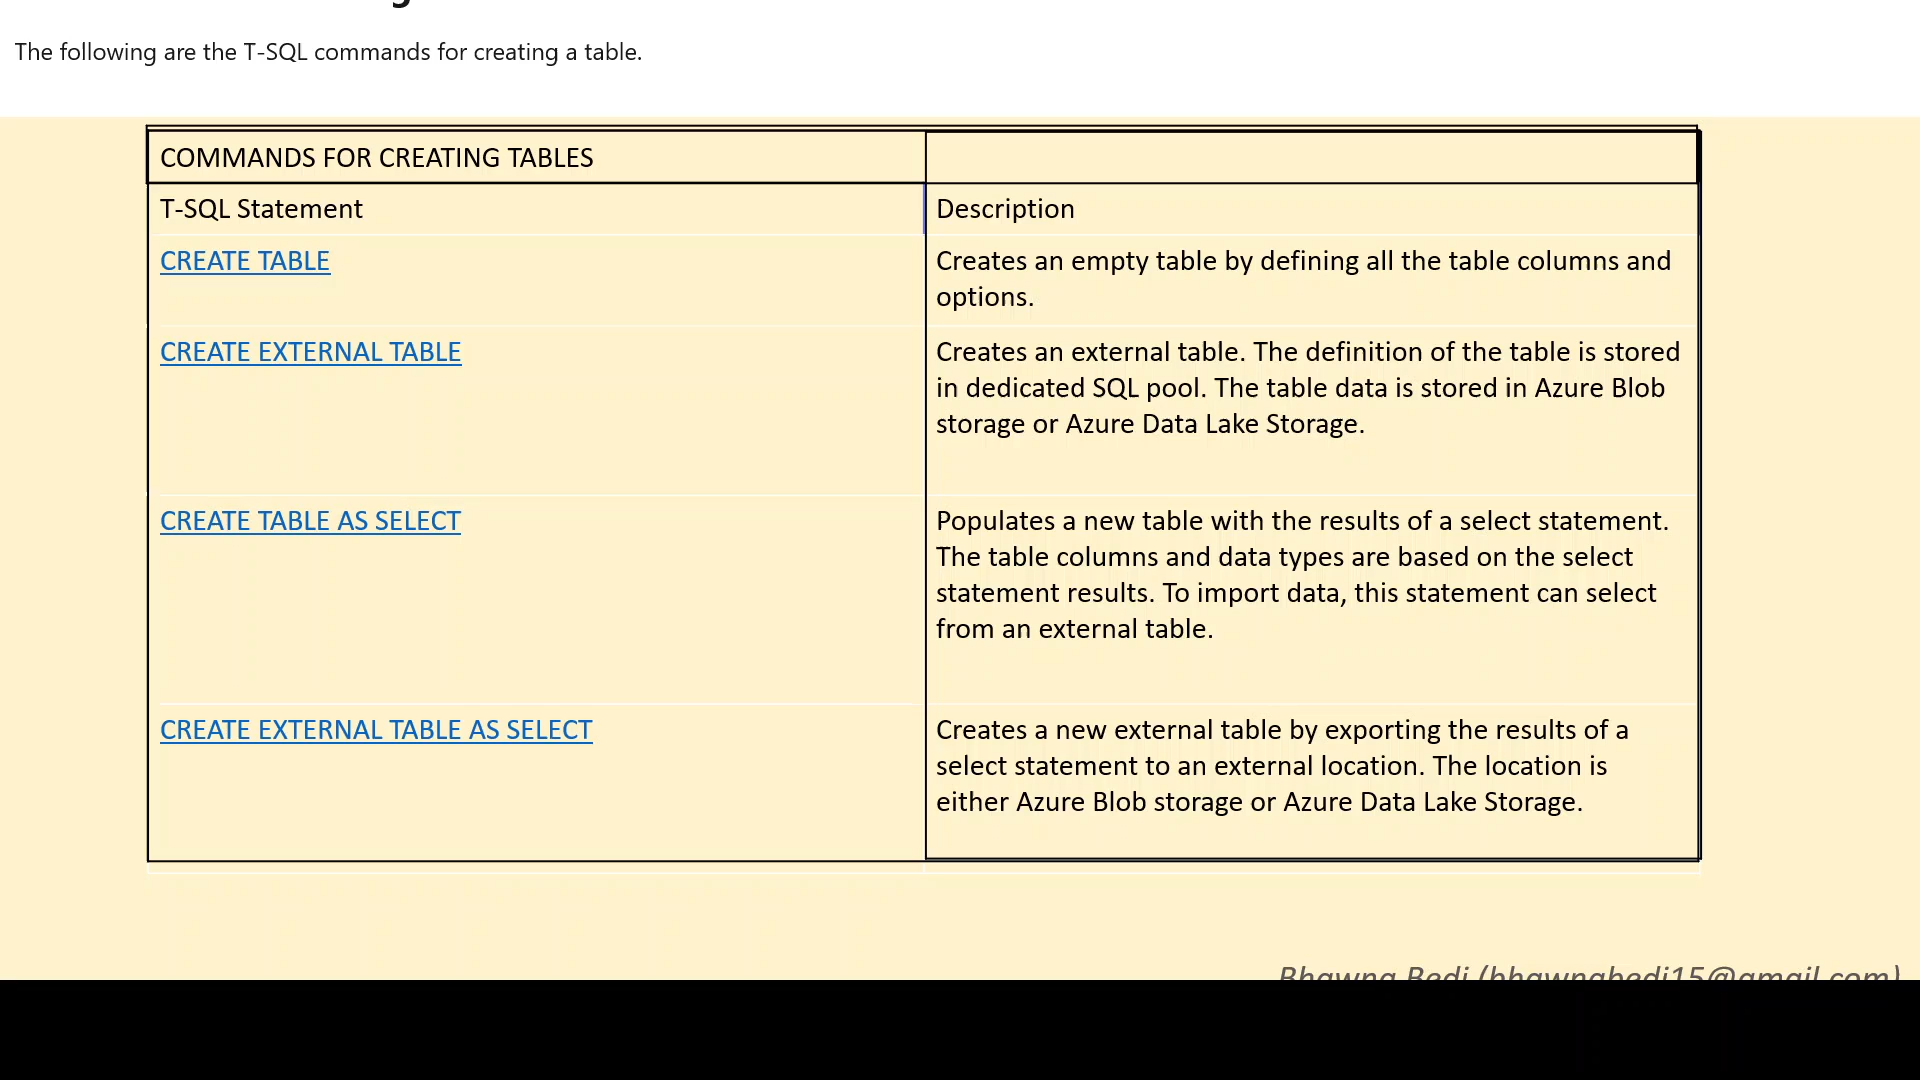 The following are the T-SQL commands for creating a table.
COMMANDS FOR CREATING TABLES
T-SQL Statement
Description
CREATE TABLE
Creates an empty table by defining all the table columns and
options.
CREATE EXTERNAL TABLE
Creates an external table. The definition of the table is stored
in dedicated SQL pool. The table data is stored in Azure Blob
storage or Azure Data Lake Storage.
CREATE TABLE AS SELECT
Populates a new table with the results of a select statement.
The table columns and data types are based on the select
statement results. To import data, this statement can select
from an external table.
CREATE EXTERNAL TABLE AS SELECT
Creates a new external table by exporting the results of a
select statement to an external location. The location is
either Azure Blob storage or Azure Data Lake Storage.
Bhawna Bedi (bhawnabedi15@gmail.com)